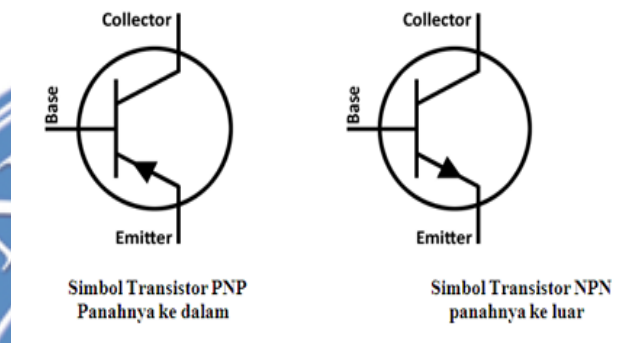 Collector
Base
Emitter
Simbol Transistor PNP
Panahnya ke dalam
Collector
Base
Emitter
Simbol Transistor NPN
panahnya ke luar